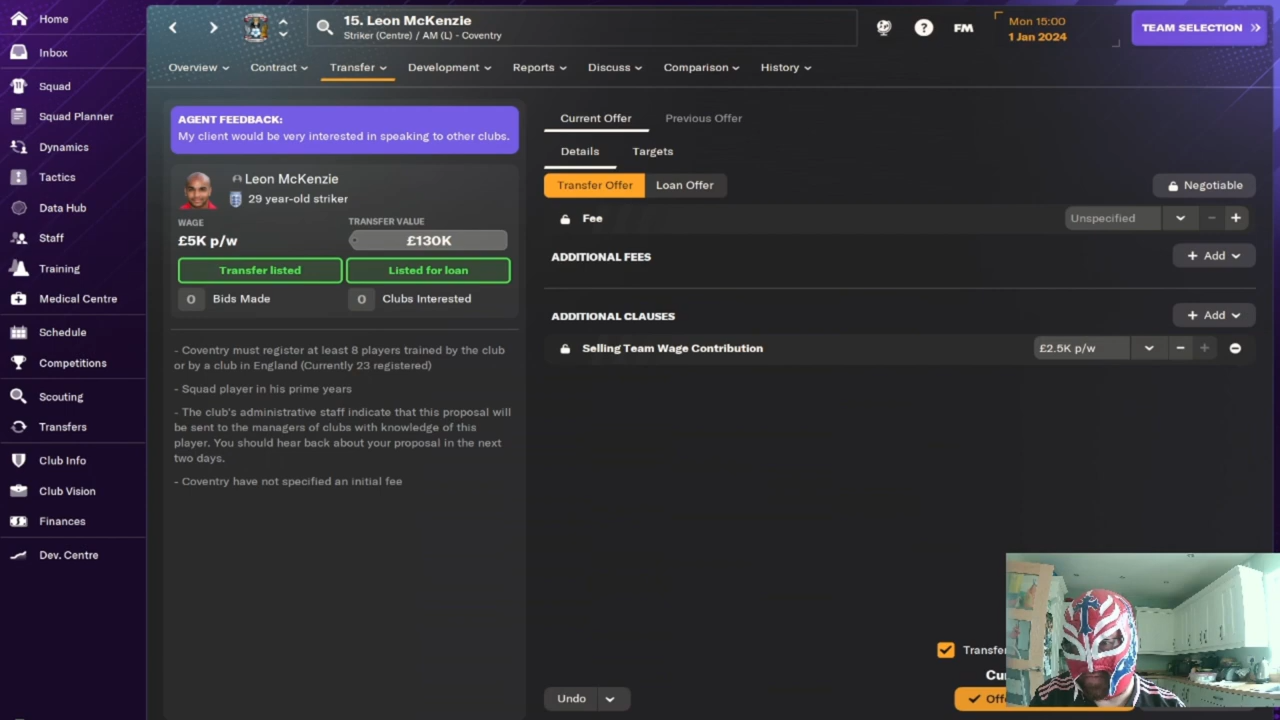 Home
Inbox
Squad
Squad Planner
Dynamics
Tactics
Data Hub
Staff
Training
Medical Centre
Schedule
Competitions
Scouting
Transfers
Club Info
Club Vision
Finances
Dev. Centre
15. Leon McKenzie
Striker (Centre) / AM (L) - Coventry
?
FM
Mon 15:00
1 Jan 2024
TEAM SELECTION
Overview
Contract
Transfer
Development
Reports
Discuss
Comparison
History
AGENT FEEDBACK:
My client would be very interested in speaking to other clubs.
Leon McKenzie
29 year-old striker
WAGE
TRANSFER VALUE
£5K p/w
£130K
Transfer listed
Listed for loan
0 Bids Made
0 Clubs Interested
- Coventry must register at least 8 players trained by the club
or by a club in England (Currently 23 registered)
- Squad player in his prime years
- The club's administrative staff indicate that this proposal will
be sent to the managers of clubs with knowledge of this
player. You should hear back about your proposal in the next
two days.
- Coventry have not specified an initial fee
Current Offer
Previous Offer
Details
Targets
Transfer Offer
Loan Offer
Negotiable
Fee
Unspecified
ADDITIONAL FEES
+ Add
ADDITIONAL CLAUSES
+ Add
Selling Team Wage Contribution
£2.5K p/w
Transfer
Cu
Undo
Off